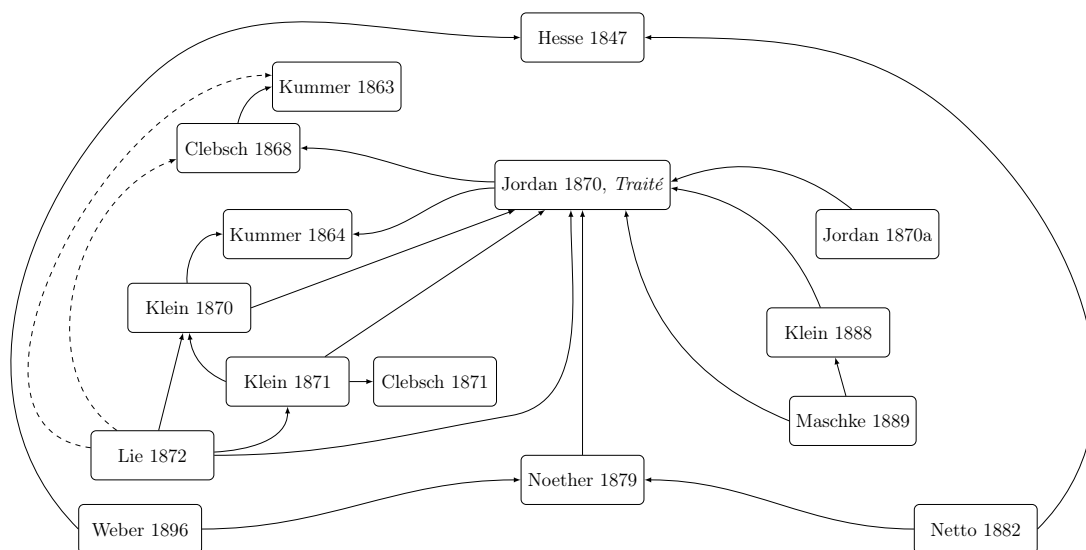 Hesse 1847
Kummer 1863
Clebsch 1868
Jordan 1870, Traité
Kummer 1864
Jordan 1870a
Klein 1870
Klein 1888
Klein 1871
Clebsch 1871
Maschke 1889
Lie 1872
Noether 1879
Weber 1896
Netto 1882